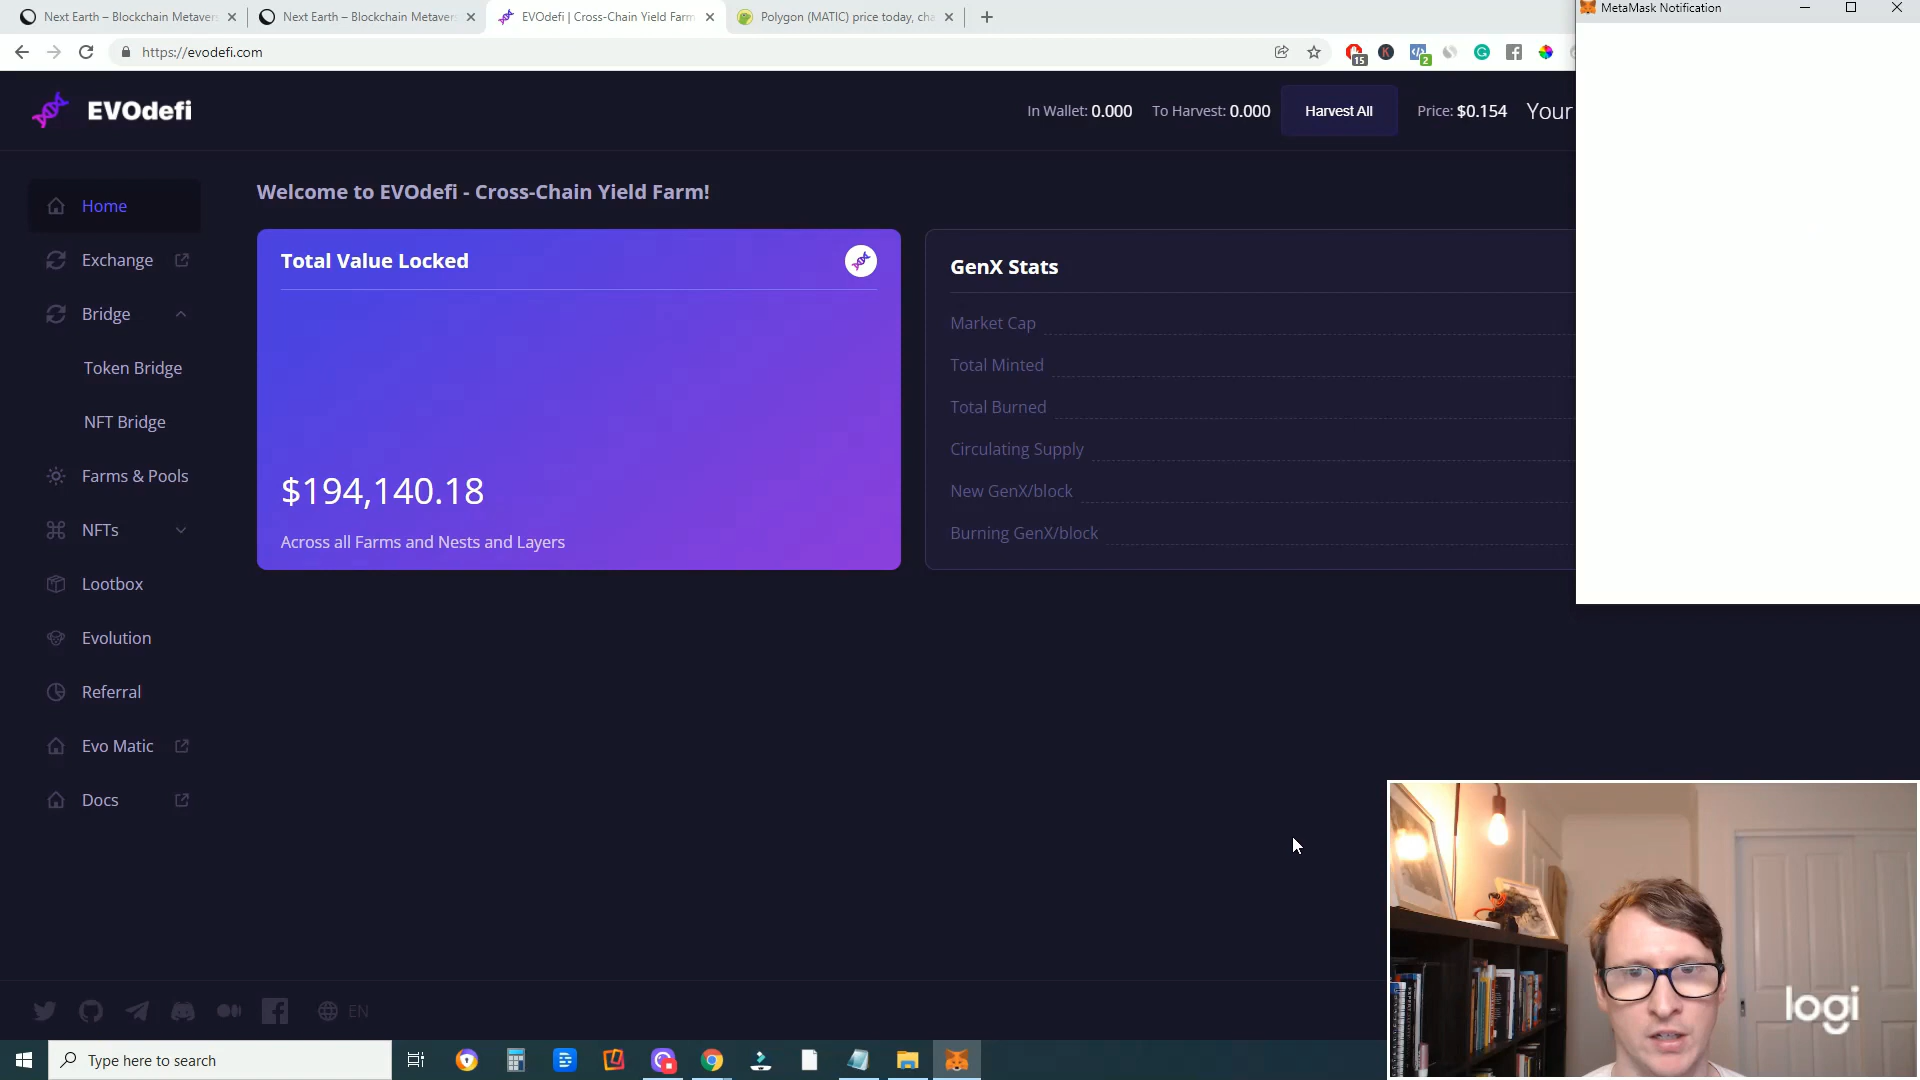 Next Earth – Blockchain Metavers
Next Earth – Blockchain Metavers
EVOdefi | Cross-Chain Yield Farm
Polygon (MATIC) price today, cha
MetaMask Notification
https://evodefi.com
15
2
EVOdefi
In Wallet: 0.000
To Harvest: 0.000
Harvest All
Price: $0.154
Your
Home
Exchange
Bridge
Token Bridge
NFT Bridge
Farms & Pools
NFTs
Lootbox
Evolution
Referral
Evo Matic
Docs
Welcome to EVOdefi - Cross-Chain Yield Farm!
Total Value Locked
$194,140.18
Across all Farms and Nests and Layers
GenX Stats
Market Cap
Total Minted
Total Burned
Circulating Supply
New GenX/block
Burning GenX/block
EN
logi
Type here to search